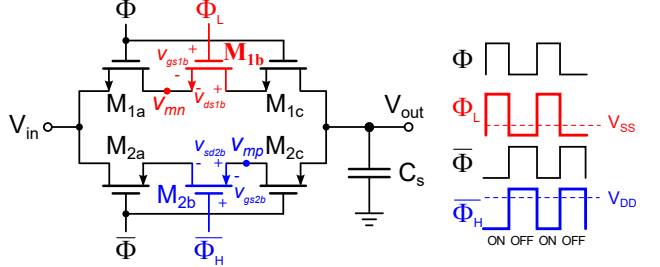 Φ Φ_L
v_gs1b + M_1b
- - +
M_1a v_mn v_ds1b M_1c
V_in V_out
M_2a v_sd2b + v_mp M_2c
- -
M_2b + v_gs2b C_s
Φ̅ Φ̅_H
Φ
Φ_L V_SS
Φ̅
Φ̅_H V_DD
ON OFF ON OFF